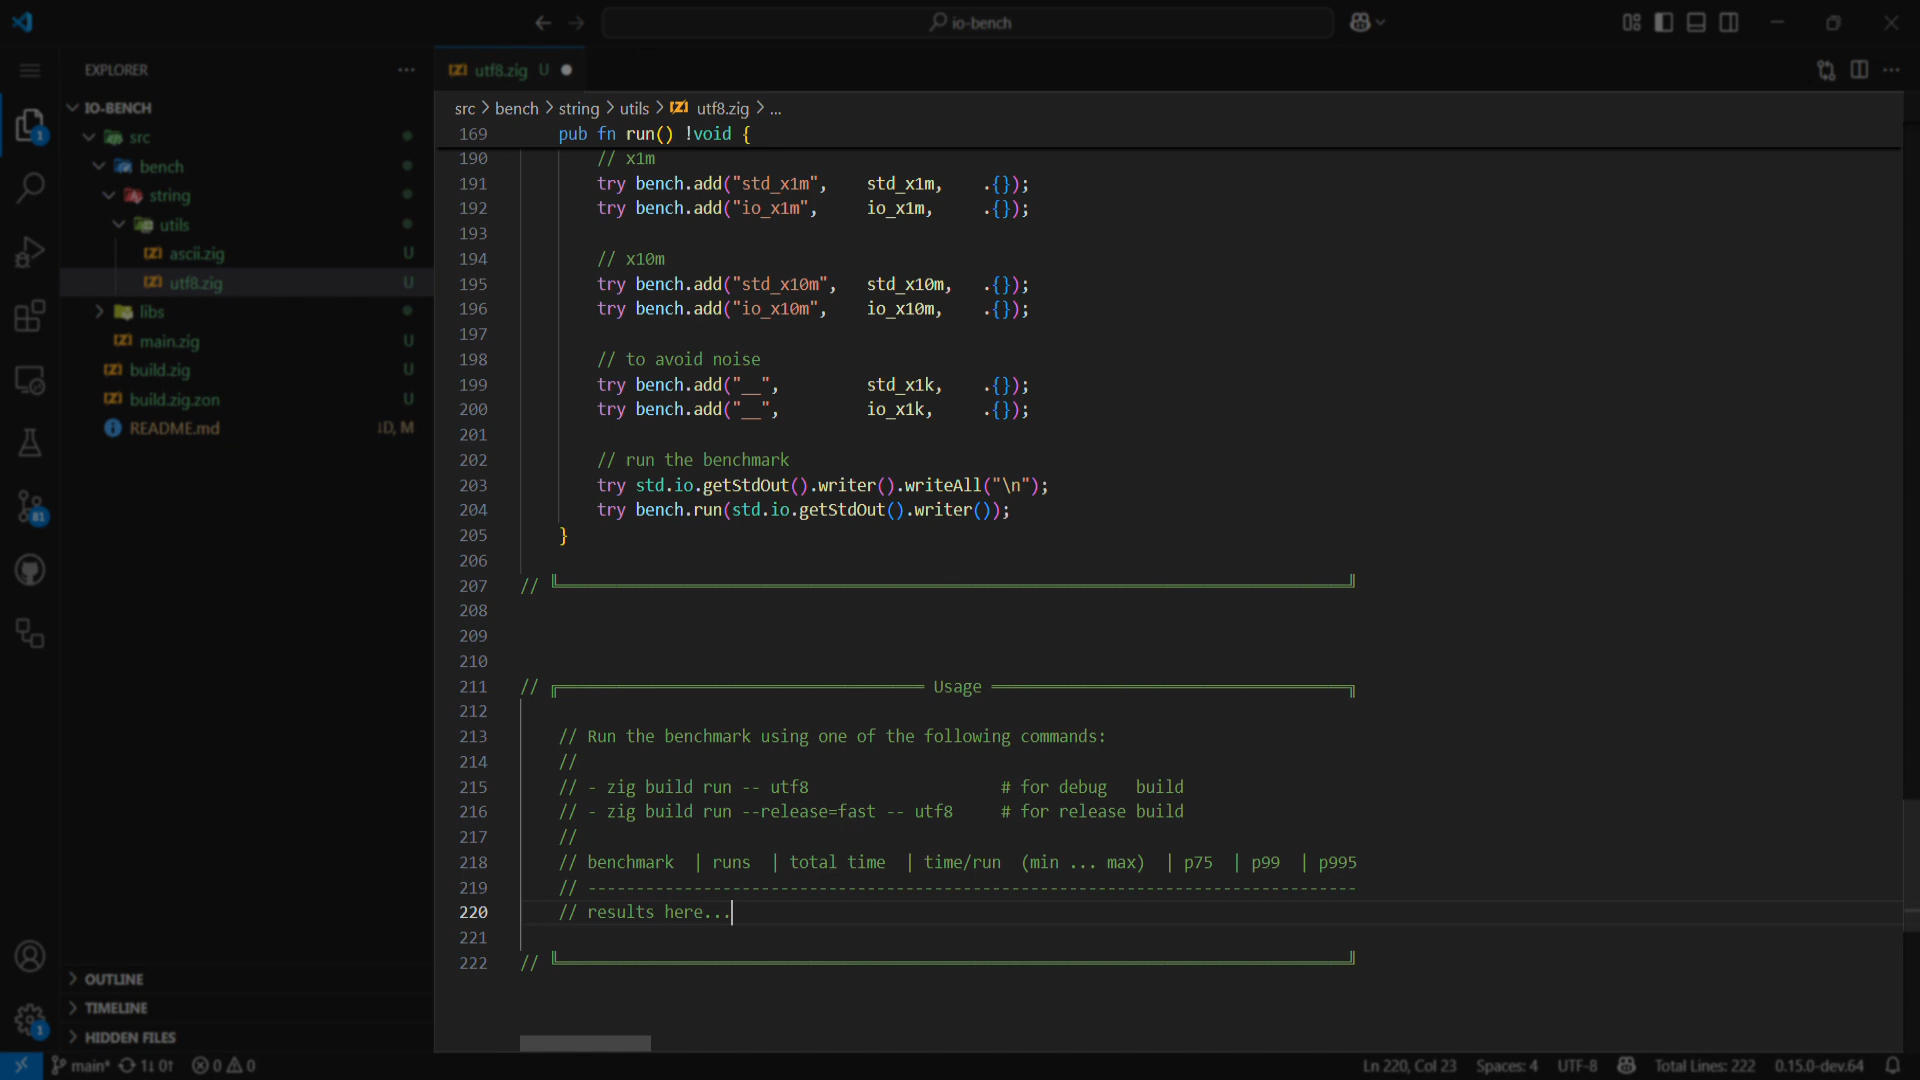 io-bench
EXPLORER
IO-BENCH
src
bench
string
utils
ascii.zig U
utf8.zig U
libs
main.zig U
build.zig U
build.zig.zon U
README.md ↓D, M
OUTLINE
TIMELINE
HIDDEN FILES
1
81
1
utf8.zig U
src > bench > string > utils > utf8.zig > ...
169 pub fn run() !void {
190 // x1m
191 try bench.add("std_x1m", std_x1m, .{});
192 try bench.add("io_x1m", io_x1m, .{});
193
194 // x10m
195 try bench.add("std_x10m", std_x10m, .{});
196 try bench.add("io_x10m", io_x10m, .{});
197
198 // to avoid noise
199 try bench.add("__", std_x1k, .{});
200 try bench.add("__", io_x1k, .{});
201
202 // run the benchmark
203 try std.io.getStdOut().writer().writeAll("\n");
204 try bench.run(std.io.getStdOut().writer());
205 }
206
207 // ╚══════════════════════════════════════════════════════════════════════════════════╝
208
209
210
211 // ╔══════════════════════════════════════ Usage ══════════════════════════════════════╗
212
213 // Run the benchmark using one of the following commands:
214 //
215 // - zig build run -- utf8 # for debug build
216 // - zig build run --release=fast -- utf8 # for release build
217 //
218 // benchmark | runs | total time | time/run (min ... max) | p75 | p99 | p995
219 // --------------------------------------------------------------------------------
220 // results here...
221
222 // ╚══════════════════════════════════════════════════════════════════════════════════╝
main* 1↓ 0↑ 0 0
Ln 220, Col 23 Spaces: 4 UTF-8 Total Lines: 222 0.15.0-dev.64